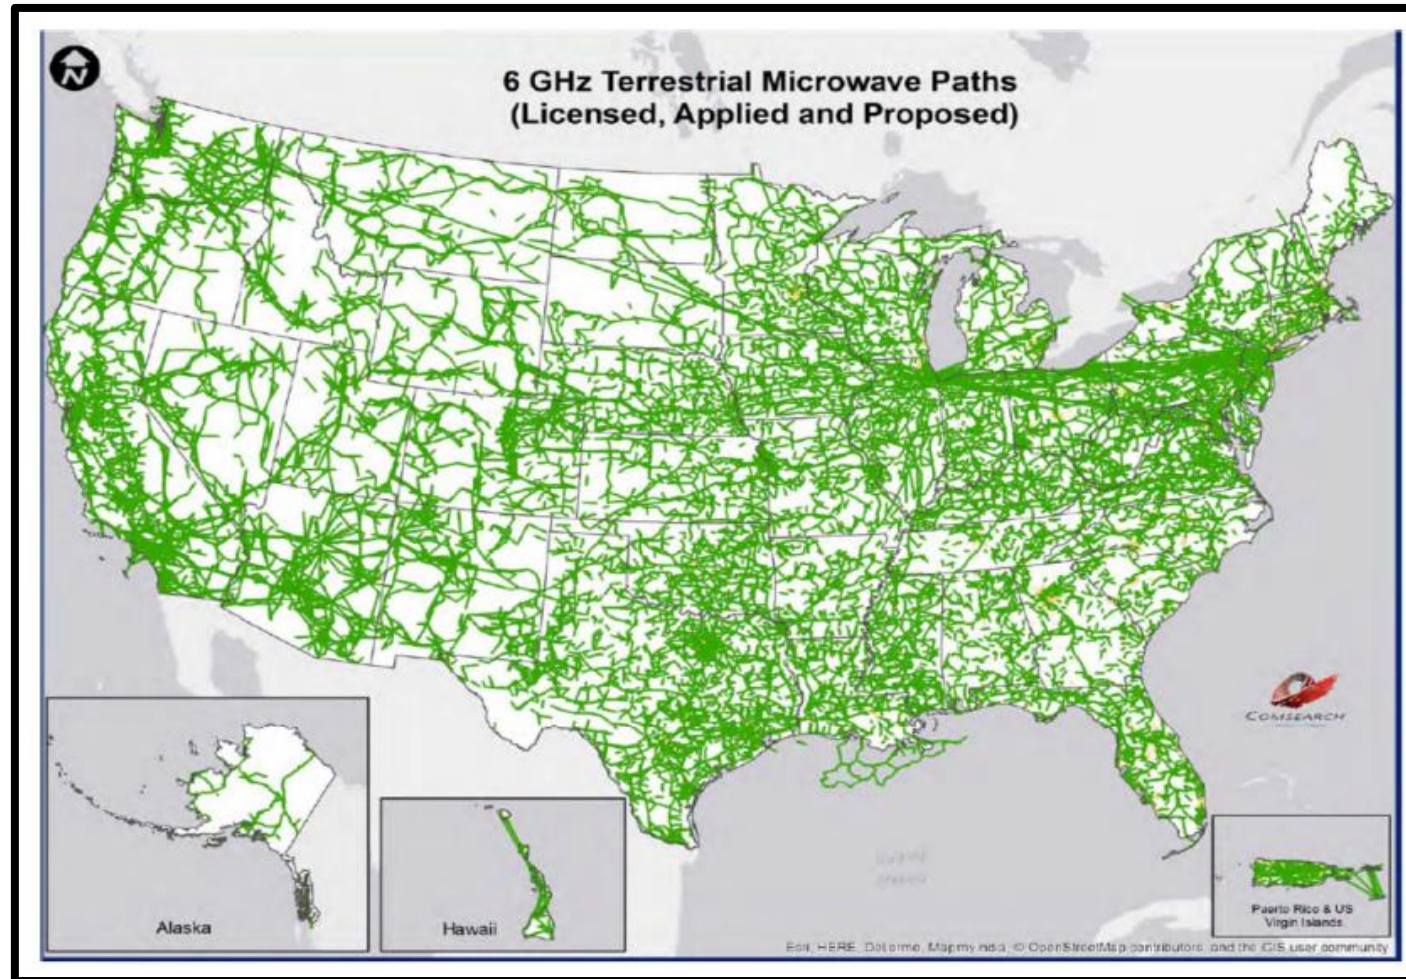 N
6 GHz Terrestrial Microwave Paths
(Licensed, Applied and Proposed)
COMSEARCH
Alaska
Hawaii
Puerto Rico & US
Virgin Islands
Esri, HERE, DeLorme, MapmyIndia, © OpenStreetMap contributors, and the GIS user community